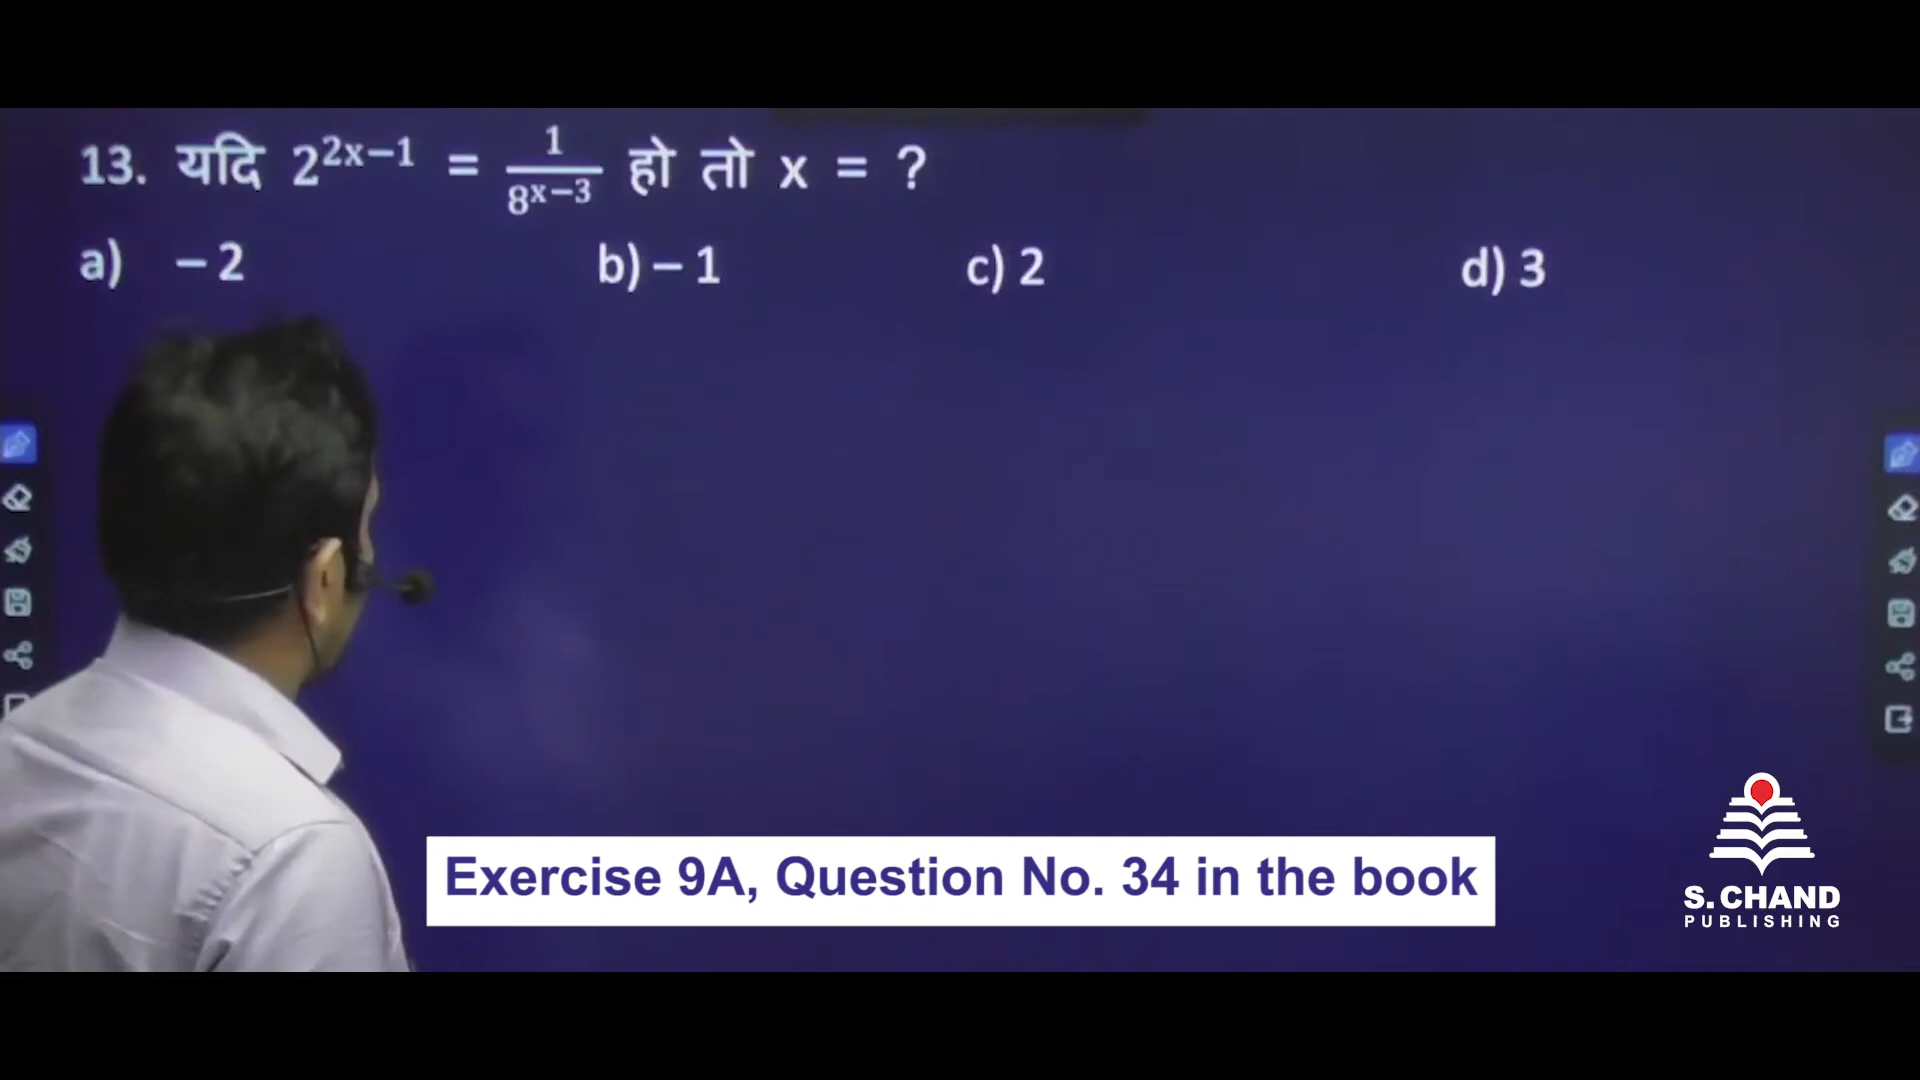 13. यदि 2^{2x−1} = \frac{1}{8^{x−3}} हो तो x = ?
a) – 2 b) – 1 c) 2 d) 3
Exercise 9A, Question No. 34 in the book
S. CHAND
PUBLISHING